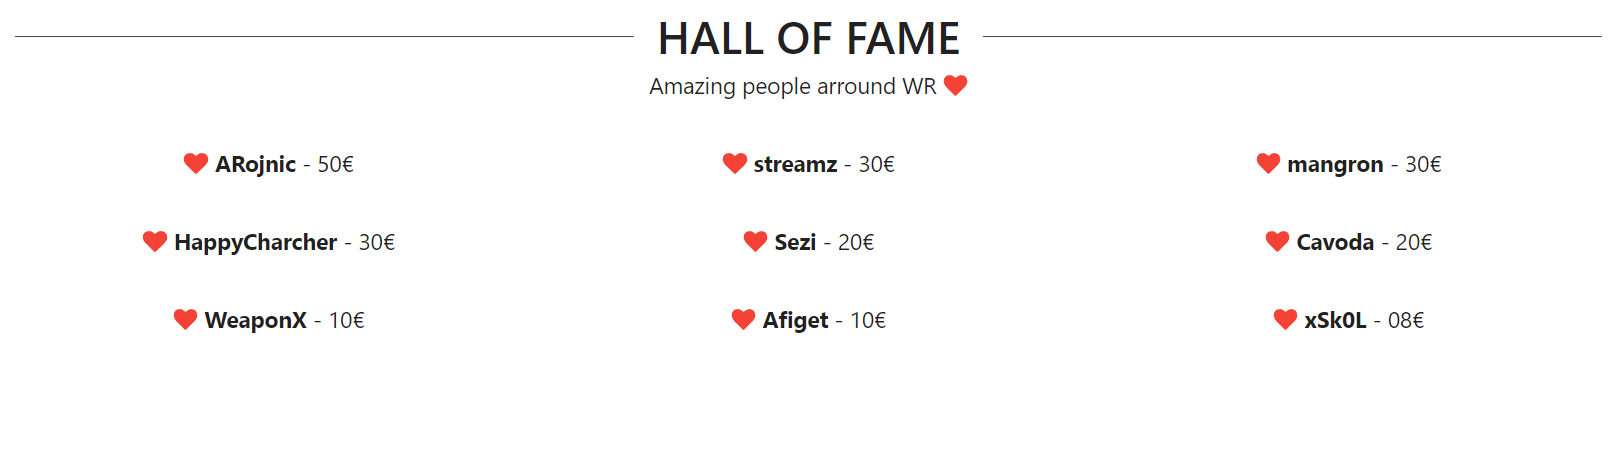 HALL OF FAME
Amazing people arround WR
ARojnic - 50€
streamz - 30€
mangron - 30€
HappyCharcher - 30€
Sezi - 20€
Cavoda - 20€
WeaponX - 10€
Afiget - 10€
xSk0L - 08€